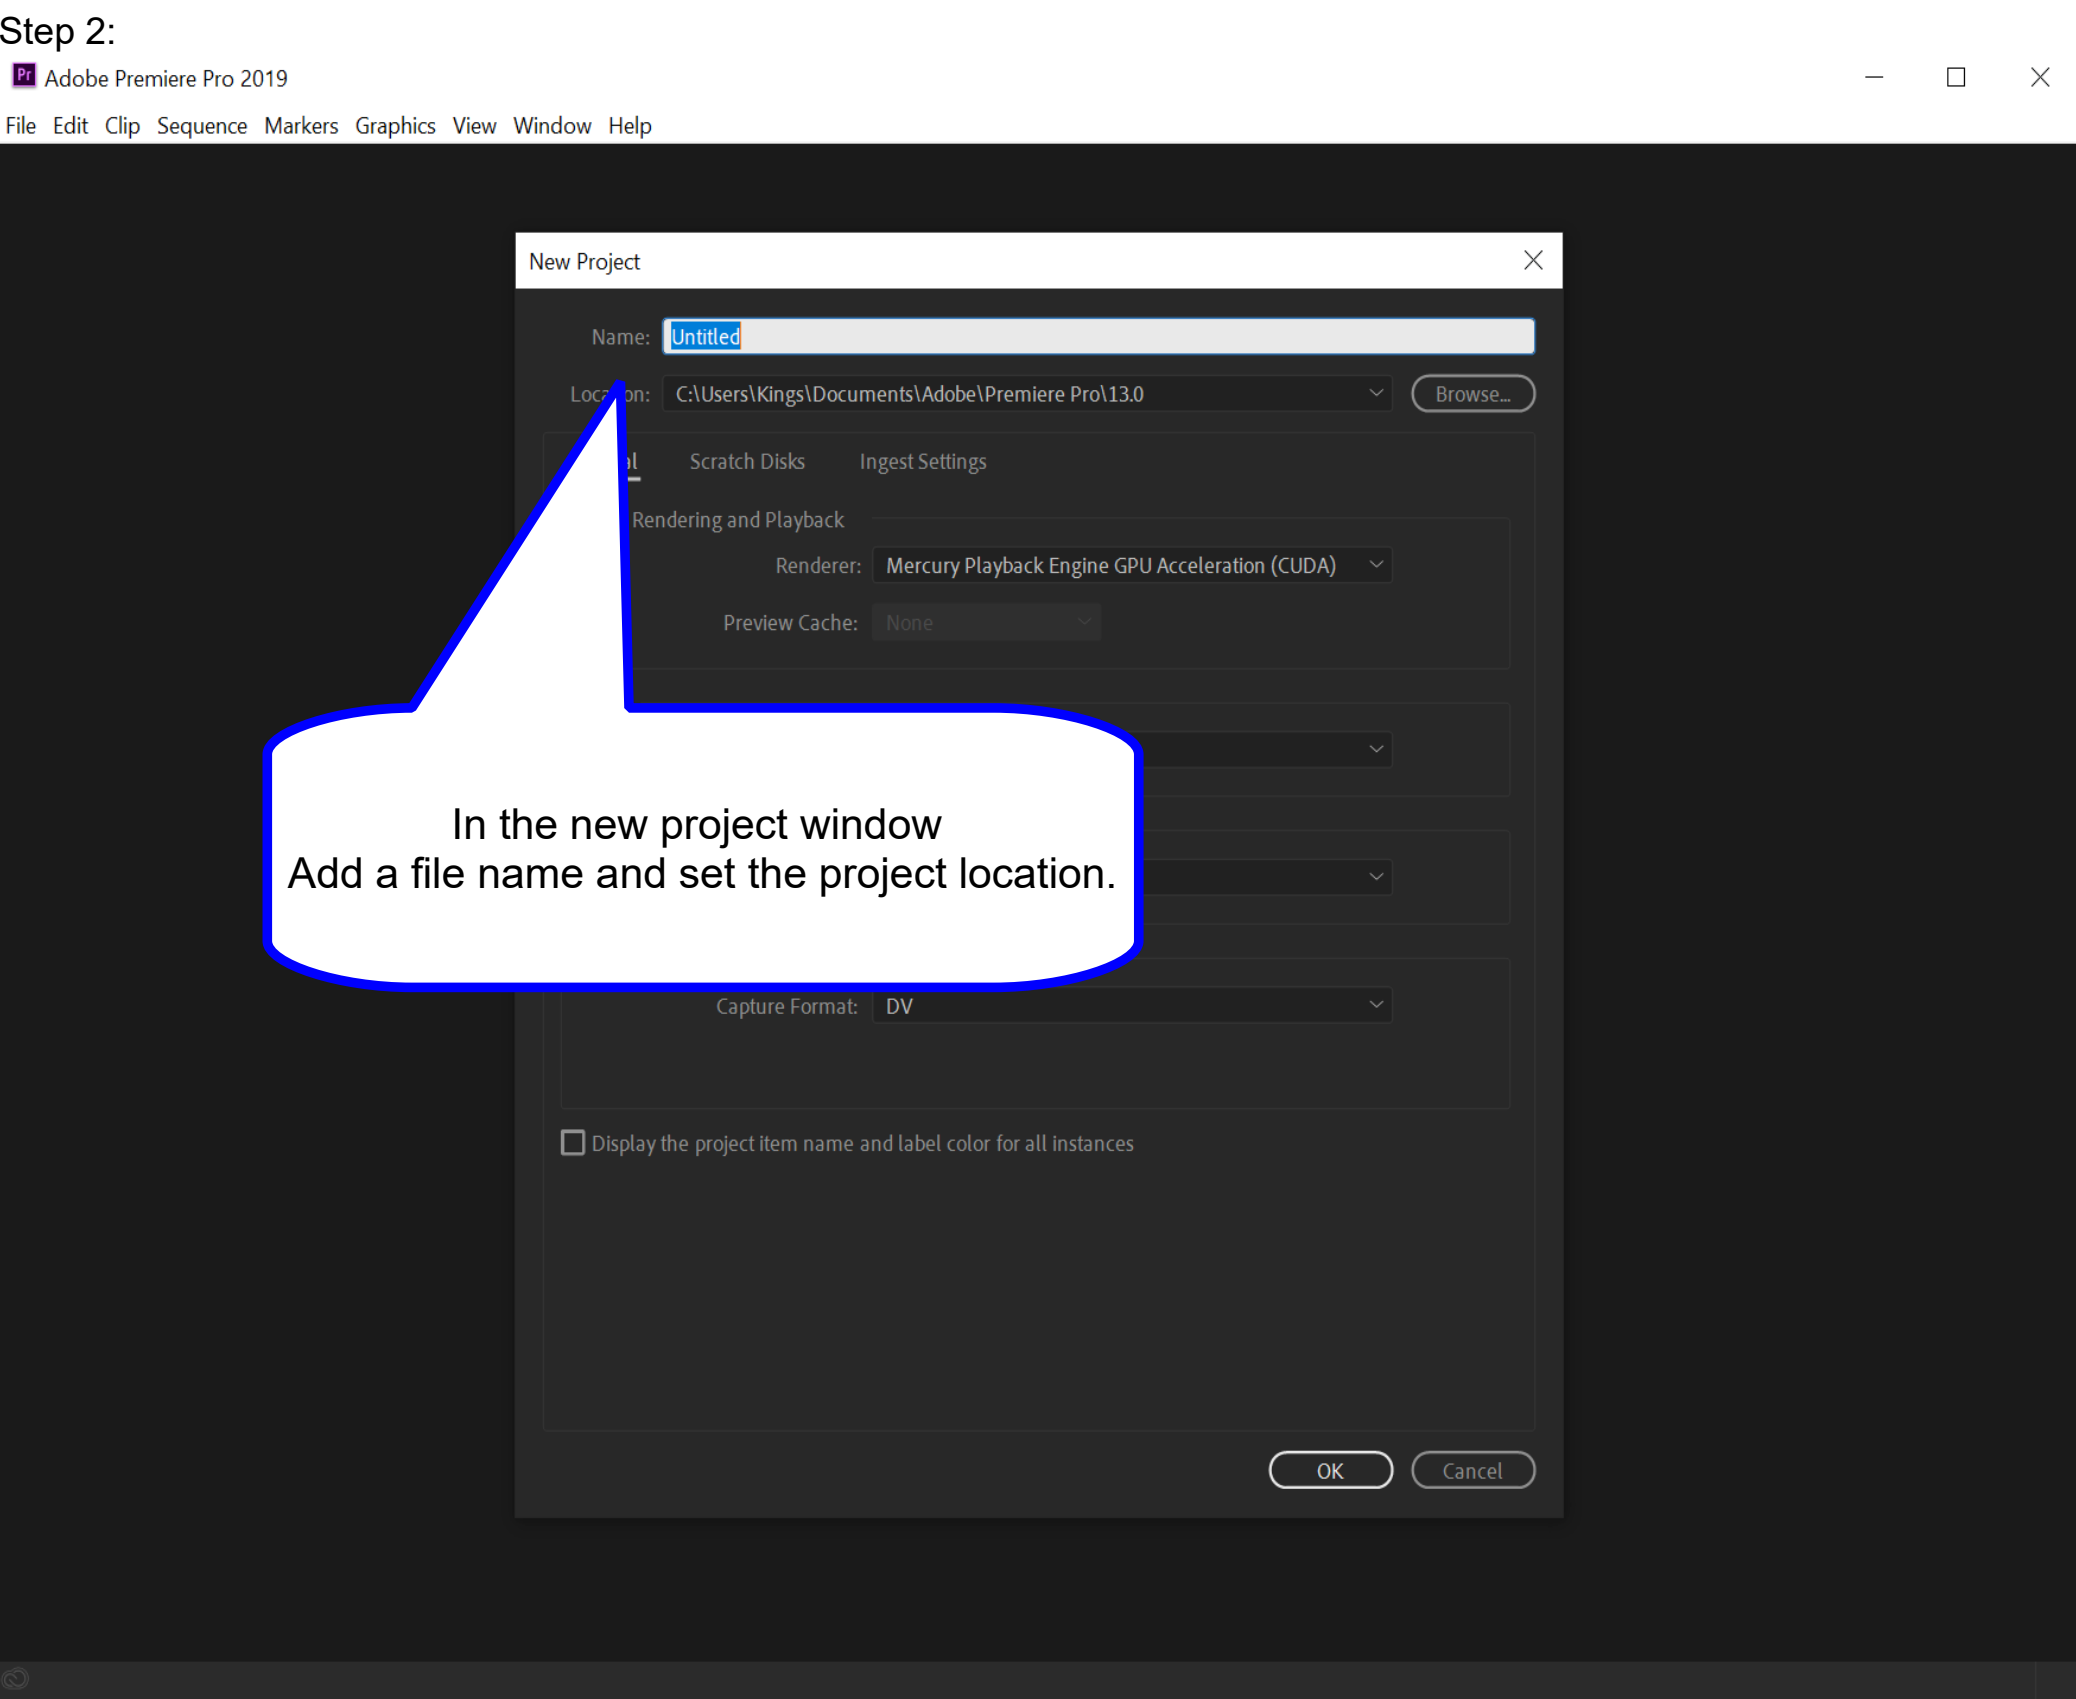 Step 2:
Pr Adobe Premiere Pro 2019
File Edit Clip Sequence Markers Graphics View Window Help
New Project
Name: Untitled
Location: C:\Users\Kings\Documents\Adobe\Premiere Pro\13.0 Browse...
al Scratch Disks Ingest Settings
Rendering and Playback
Renderer: Mercury Playback Engine GPU Acceleration (CUDA)
Preview Cache: None
In the new project window
Add a file name and set the project location.
Capture Format: DV
Display the project item name and label color for all instances
OK Cancel